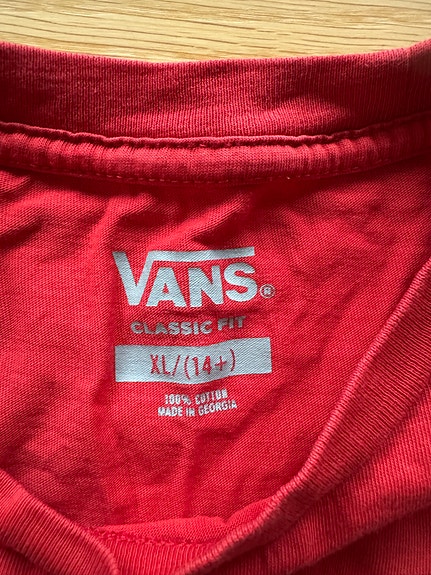 VANS®
CLASSIC FIT
XL/(14+)
100% COTTON
MADE IN GEORGIA